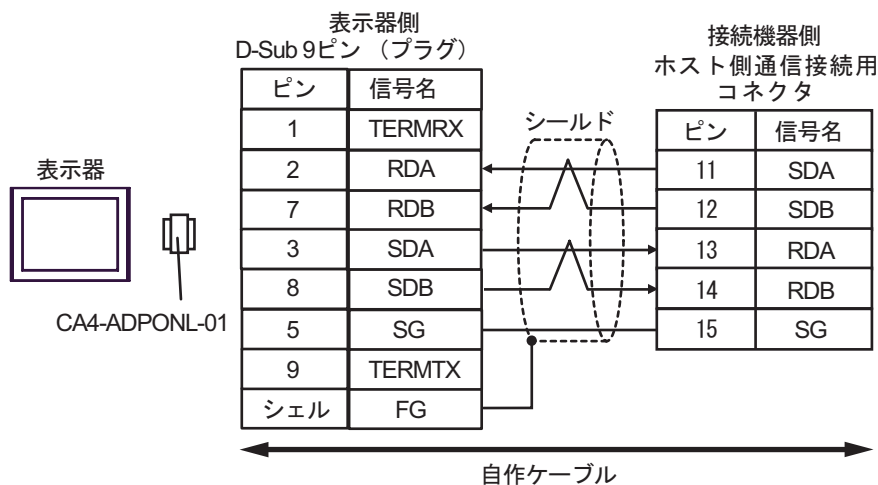 表示器側
D-Sub 9ピン （プラグ）
ピン 信号名
1 TERMRX
2 RDA
7 RDB
3 SDA
8 SDB
5 SG
9 TERMTX
シェル FG
シールド
接続機器側
ホスト側通信接続用
コネクタ
ピン 信号名
11 SDA
12 SDB
13 RDA
14 RDB
15 SG
表示器
CA4-ADPONL-01
自作ケーブル